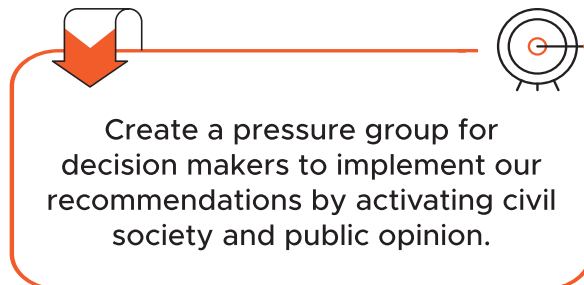 Create a pressure group for
decision makers to implement our
recommendations by activating civil
society and public opinion.